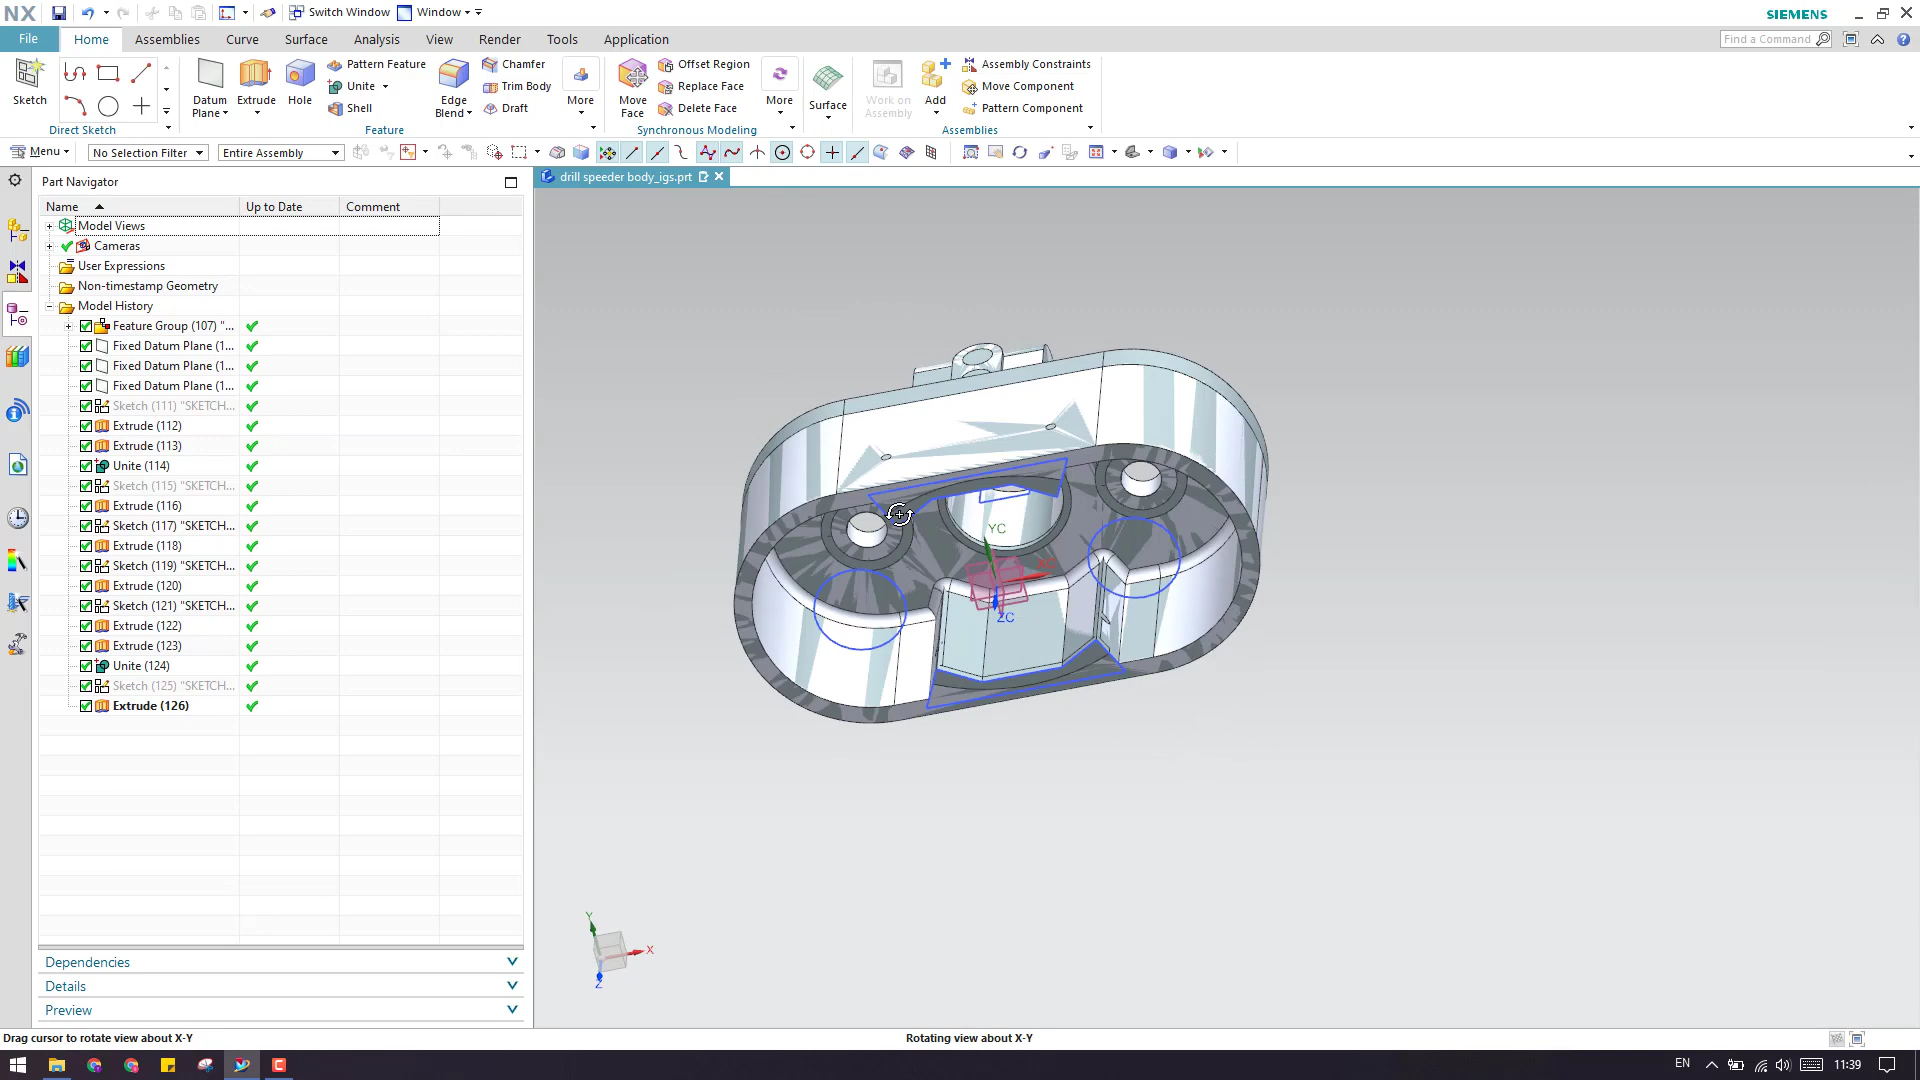 NX Switch Window Window SIEMENS
File Home Assemblies Curve Surface Analysis View Render Tools Application Find a Command
Sketch Datum Plane Extrude Hole Pattern Feature Unite Shell Edge Blend Chamfer Trim Body Draft More Move Face Offset Region Replace Face Delete Face More Surface Work on Assembly Add Assembly Constraints Move Component Pattern Component
Direct Sketch Feature Synchronous Modeling Assemblies
Menu No Selection Filter Entire Assembly
Part Navigator drill speeder body_igs.prt
Name Up to Date Comment
Model Views
Cameras
User Expressions
Non-timestamp Geometry
Model History
Feature Group (107) "...
Fixed Datum Plane (1...
Fixed Datum Plane (1...
Fixed Datum Plane (1...
Sketch (111) "SKETCH...
Extrude (112)
Extrude (113)
Unite (114)
Sketch (115) "SKETCH...
Extrude (116)
Sketch (117) "SKETCH...
Extrude (118)
Sketch (119) "SKETCH...
Extrude (120)
Sketch (121) "SKETCH...
Extrude (122)
Extrude (123)
Unite (124)
Sketch (125) "SKETCH...
Extrude (126)
YC
XC
ZC
Y
X
Z
Dependencies
Details
Preview
Drag cursor to rotate view about X-Y Rotating view about X-Y
EN 11:39